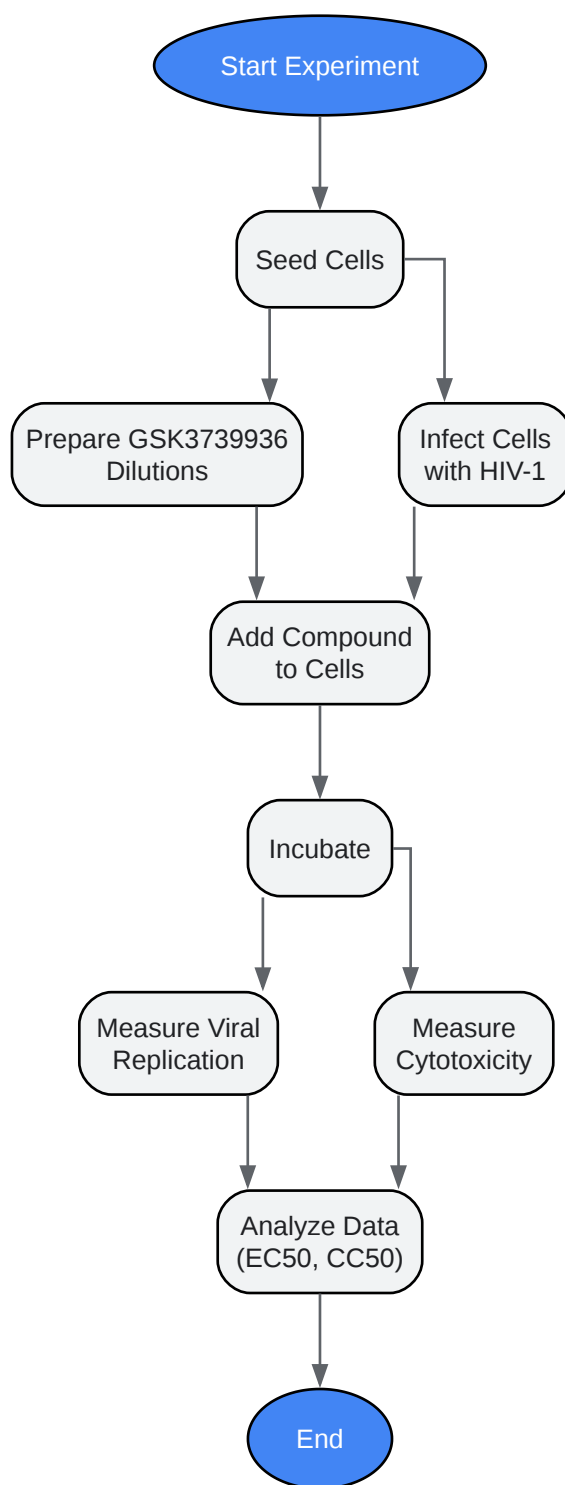 Start Experiment
Seed Cells
Prepare GSK3739936
Dilutions
Infect Cells
with HIV-1
Add Compound
to Cells
Incubate
Measure Viral
Replication
Measure
Cytotoxicity
Analyze Data
(EC50, CC50)
End